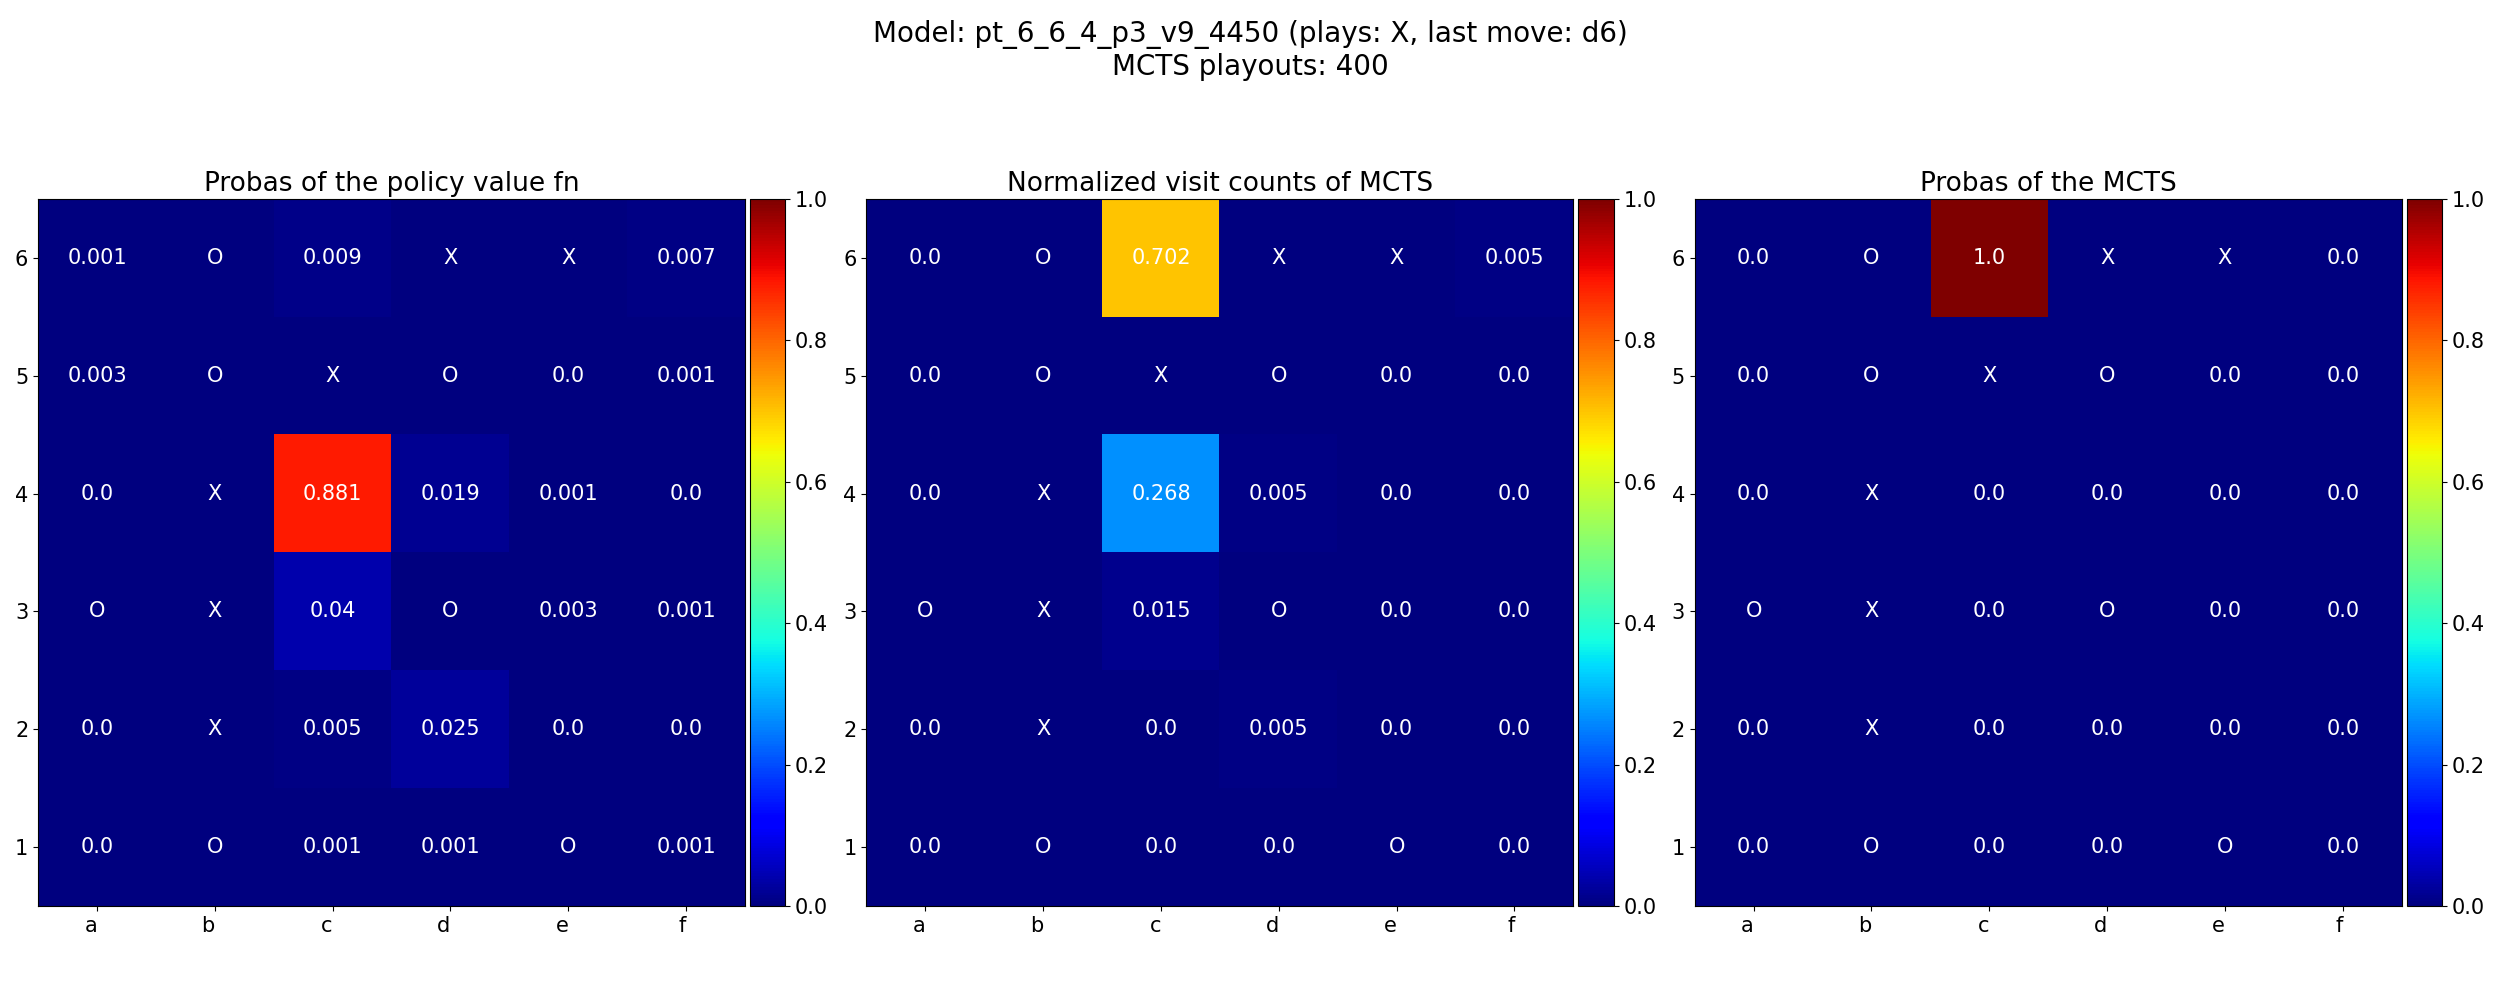 Model: pt_6_6_4_p3_v9_4450 (plays: X, last move: d6)
MCTS playouts: 400
Probas of the policy value fn
6 0.001 O 0.009 X X 0.007
5 0.003 O X O 0.0 0.001
4 0.0 X 0.881 0.019 0.001 0.0
3 O X 0.04 O 0.003 0.001
2 0.0 X 0.005 0.025 0.0 0.0
1 0.0 O 0.001 0.001 O 0.001
a b c d e f
1.0
0.8
0.6
0.4
0.2
0.0
Normalized visit counts of MCTS
6 0.0 O 0.702 X X 0.005
5 0.0 O X O 0.0 0.0
4 0.0 X 0.268 0.005 0.0 0.0
3 O X 0.015 O 0.0 0.0
2 0.0 X 0.0 0.005 0.0 0.0
1 0.0 O 0.0 0.0 O 0.0
a b c d e f
1.0
0.8
0.6
0.4
0.2
0.0
Probas of the MCTS
6 0.0 O 1.0 X X 0.0
5 0.0 O X O 0.0 0.0
4 0.0 X 0.0 0.0 0.0 0.0
3 O X 0.0 O 0.0 0.0
2 0.0 X 0.0 0.0 0.0 0.0
1 0.0 O 0.0 0.0 O 0.0
a b c d e f
1.0
0.8
0.6
0.4
0.2
0.0